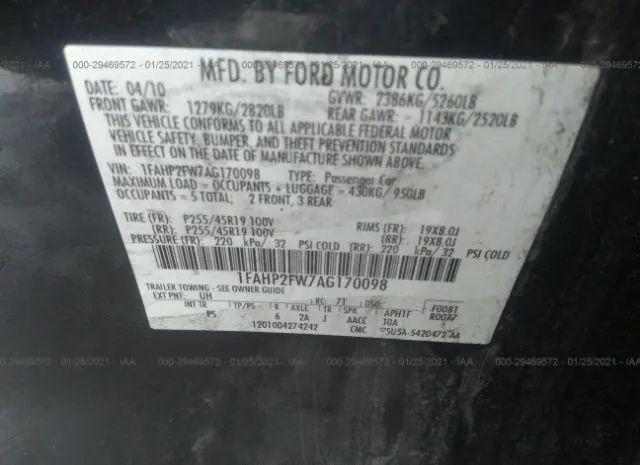 000-29469572 - 01/25/2021 IAAI
MFD. BY FORD MOTOR CO.
DATE: 04/10
GVWR: 2386KG/5260LB
FRONT GAWR: 1279KG/2820LB
REAR GAWR: 1143KG/2520LB
THIS VEHICLE CONFORMS TO ALL APPLICABLE FEDERAL MOTOR
VEHICLE SAFETY, BUMPER, AND THEFT PREVENTION STANDARDS
IN EFFECT ON THE DATE OF MANUFACTURE SHOWN ABOVE.
VIN: 1FAHP2FW7AG170098 TYPE: Passenger Car
MAXIMUM LOAD = OCCUPANTS + LUGGAGE = 430KG/950LB
OCCUPANTS = 5 TOTAL: 2 FRONT, 3 REAR
TIRE (FR): P255/45R19 100V RIMS (FR): 19X8.0J
(RR): P255/45R19 100V (RR): 19X8.0J
PRESSURE (FR): 220 kPa/ 32 PSI COLD (RR): 220 kPa/ 32 PSI COLD
1FAHP2FW7AG170098
TRAILER TOWING - SEE OWNER GUIDE
EXT PNT: UH RC: 71 DSO: F0081
INT TR TP/PS R AXLE TR SPR APHTF R0077
PS 6 2A J AACC TOA
1201004274242 CMC 5U5A-5420472-AA